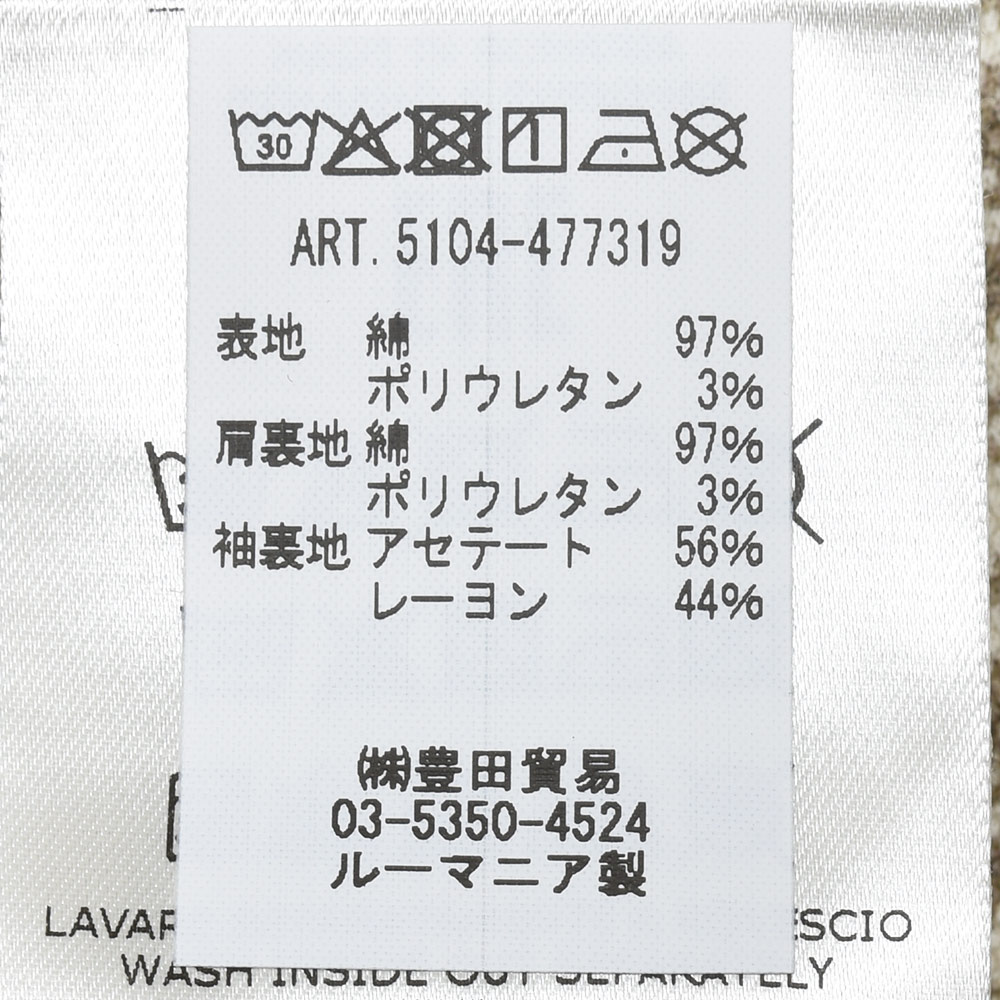 30
ART. 5104-477319
表地 綿 97%
ポリウレタン 3%
肩裏地 綿 97%
ポリウレタン 3%
袖裏地 アセテート 56%
レーヨン 44%
㈱豊田貿易
03-5350-4524
ルーマニア製
WASH INSIDE OUT SEPARATELY